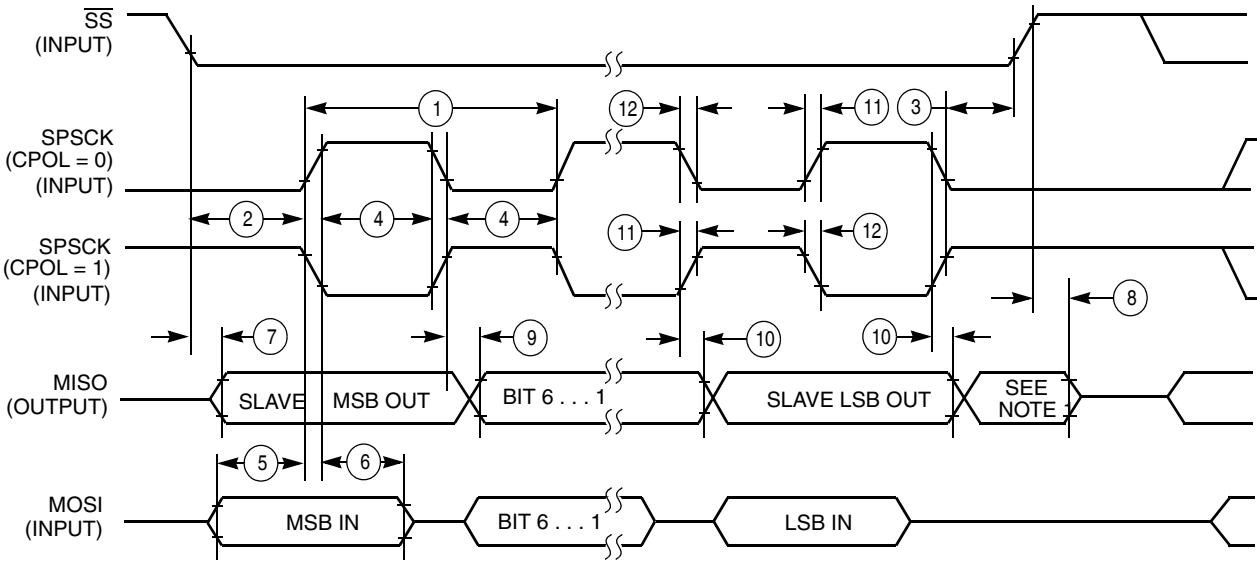 SS
(INPUT)
1
12
11
3
SPSCK
(CPOL = 0)
(INPUT)
2
4
4
11
12
SPSCK
(CPOL = 1)
(INPUT)
8
7
9
10
10
MISO
(OUTPUT)
SLAVE
MSB OUT
BIT 6 . . . 1
SLAVE LSB OUT
SEE
NOTE
5
6
MOSI
(INPUT)
MSB IN
BIT 6 . . . 1
LSB IN